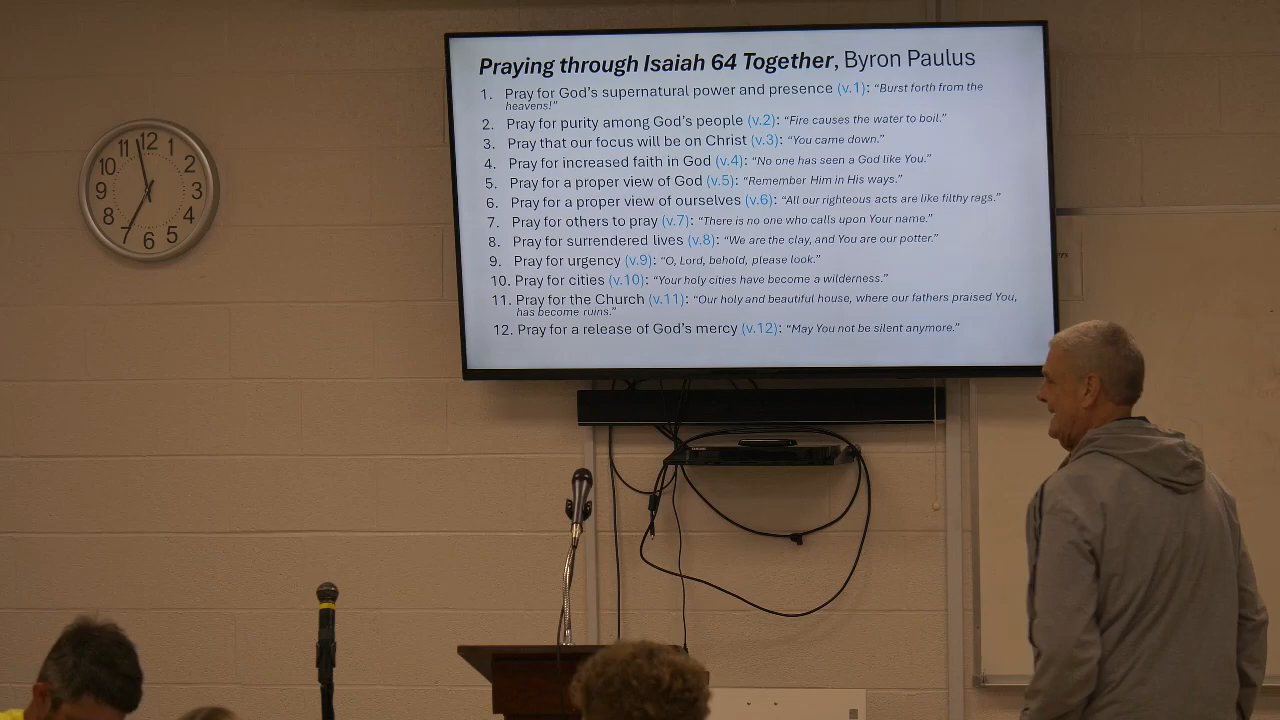 Praying through Isaiah 64 Together, Byron Paulus
1. Pray for God's supernatural power and presence (v.1): "Burst forth from the
heavens!"
2. Pray for purity among God's people (v.2): "Fire causes the water to boil."
3. Pray that our focus will be on Christ (v.3): "You came down."
4. Pray for increased faith in God (v.4): "No one has seen a God like You."
5. Pray for a proper view of God (v.5): "Remember Him in His ways."
6. Pray for a proper view of ourselves (v.6): "All our righteous acts are like filthy rags."
7. Pray for others to pray (v.7): "There is no one who calls upon Your name."
8. Pray for surrendered lives (v.8): "We are the clay, and You are our potter."
9. Pray for urgency (v.9): "O, Lord, behold, please look."
10. Pray for cities (v.10): "Your holy cities have become a wilderness."
11. Pray for the Church (v.11): "Our holy and beautiful house, where our fathers praised You,
has become ruins."
12. Pray for a release of God's mercy (v.12): "May You not be silent anymore."
12
11 1
10 2
9 3
8 4
7 5
6